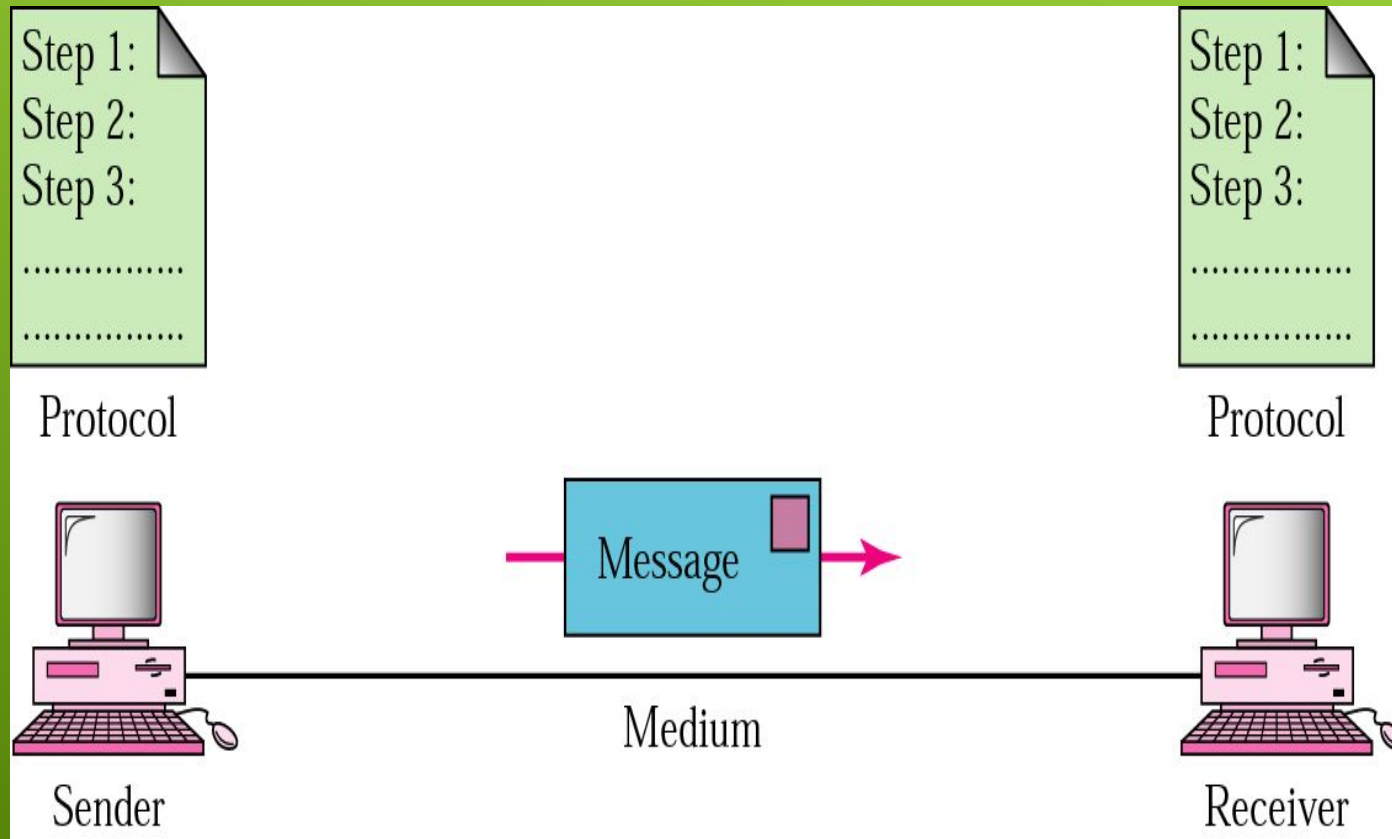 Step 1:
Step 2:
Step 3:
................
................
Protocol
Step 1:
Step 2:
Step 3:
................
................
Protocol
Message
Medium
Sender
Receiver